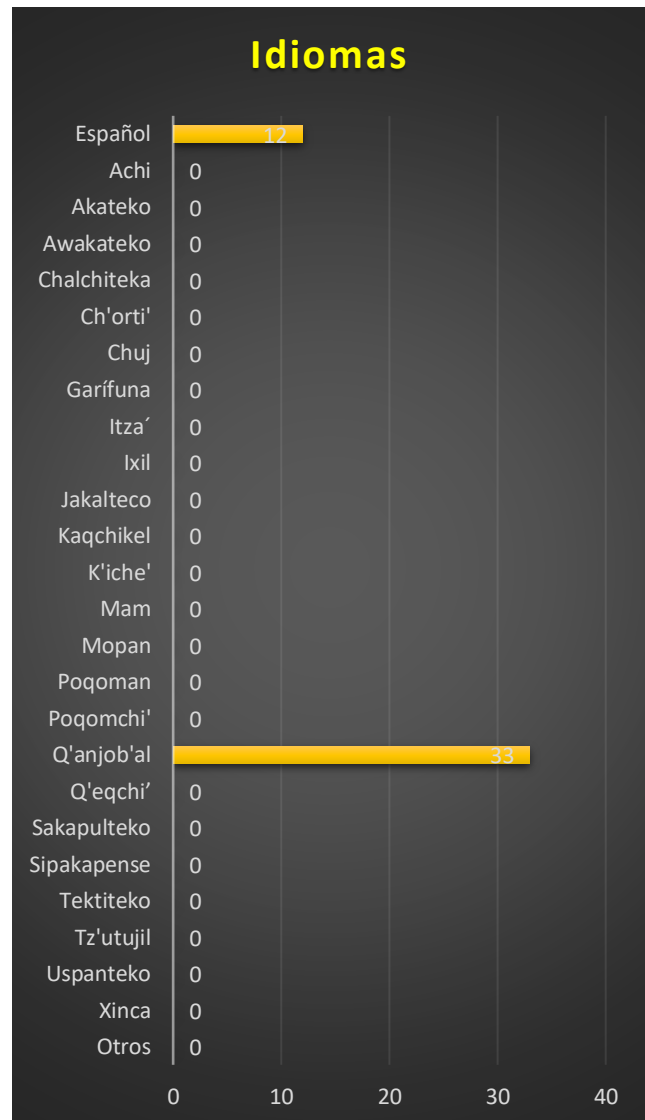 Idiomas
Español 12
Achi 0
Akateko 0
Awakateko 0
Chalchiteka 0
Ch'orti' 0
Chuj 0
Garífuna 0
Itza´ 0
Ixil 0
Jakalteco 0
Kaqchikel 0
K'iche' 0
Mam 0
Mopan 0
Poqoman 0
Poqomchi' 0
Q'anjob'al 33
Q'eqchi’ 0
Sakapulteko 0
Sipakapense 0
Tektiteko 0
Tz'utujil 0
Uspanteko 0
Xinca 0
Otros 0
0 10 20 30 40